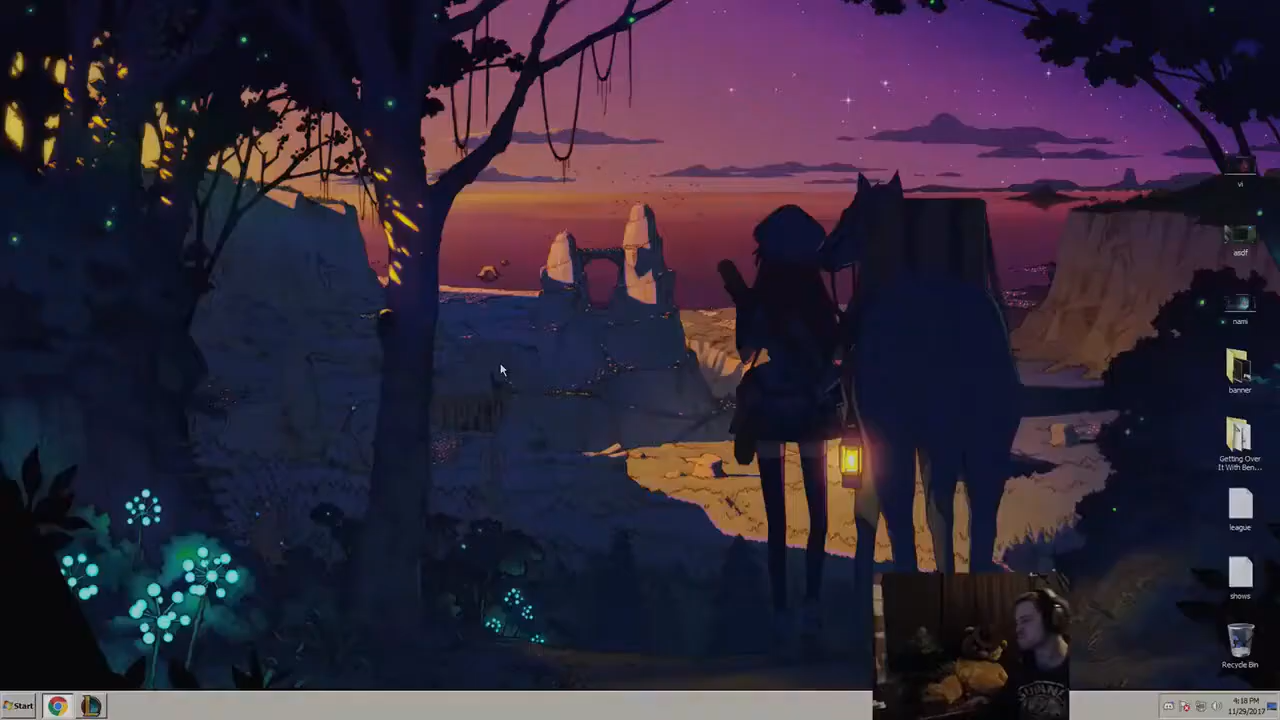 vi
asdf
nami
banner
Getting Over
It With Ben...
league
shows
Recycle Bin
Start
4:18 PM
11/29/2017